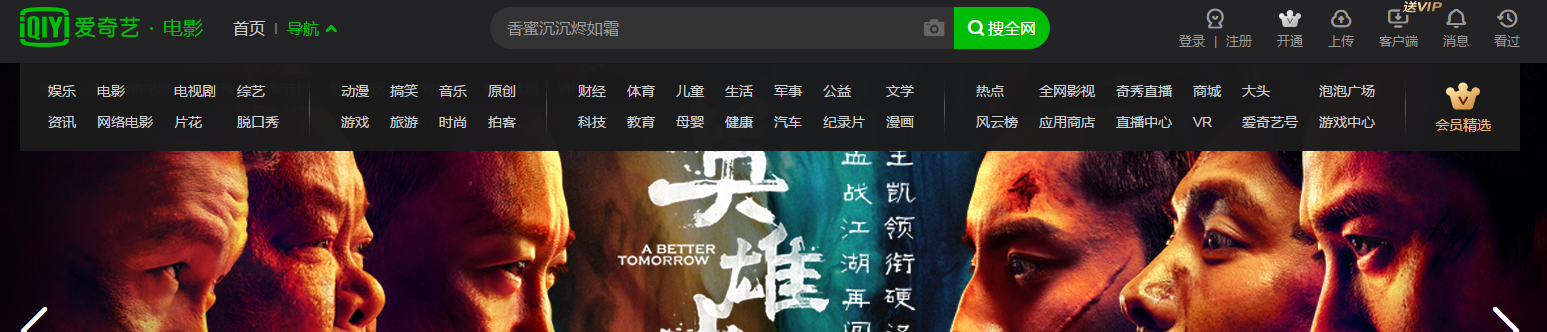 iQIYI 爱奇艺 · 电影 首页 | 导航 香蜜沉沉烬如霜 搜全网 送VIP
登录 | 注册 开通 上传 客户端 消息 看过
娱乐 电影 电视剧 综艺 动漫 搞笑 音乐 原创 财经 体育 儿童 生活 军事 公益 文学 热点 全网影视 奇秀直播 商城 大头 泡泡广场
资讯 网络电影 片花 脱口秀 游戏 旅游 时尚 拍客 科技 教育 母婴 健康 汽车 纪录片 漫画 风云榜 应用商店 直播中心 VR 爱奇艺号 游戏中心
会员精选
英雄
A BETTER
TOMORROW
王凯领衔硬
血战江湖再